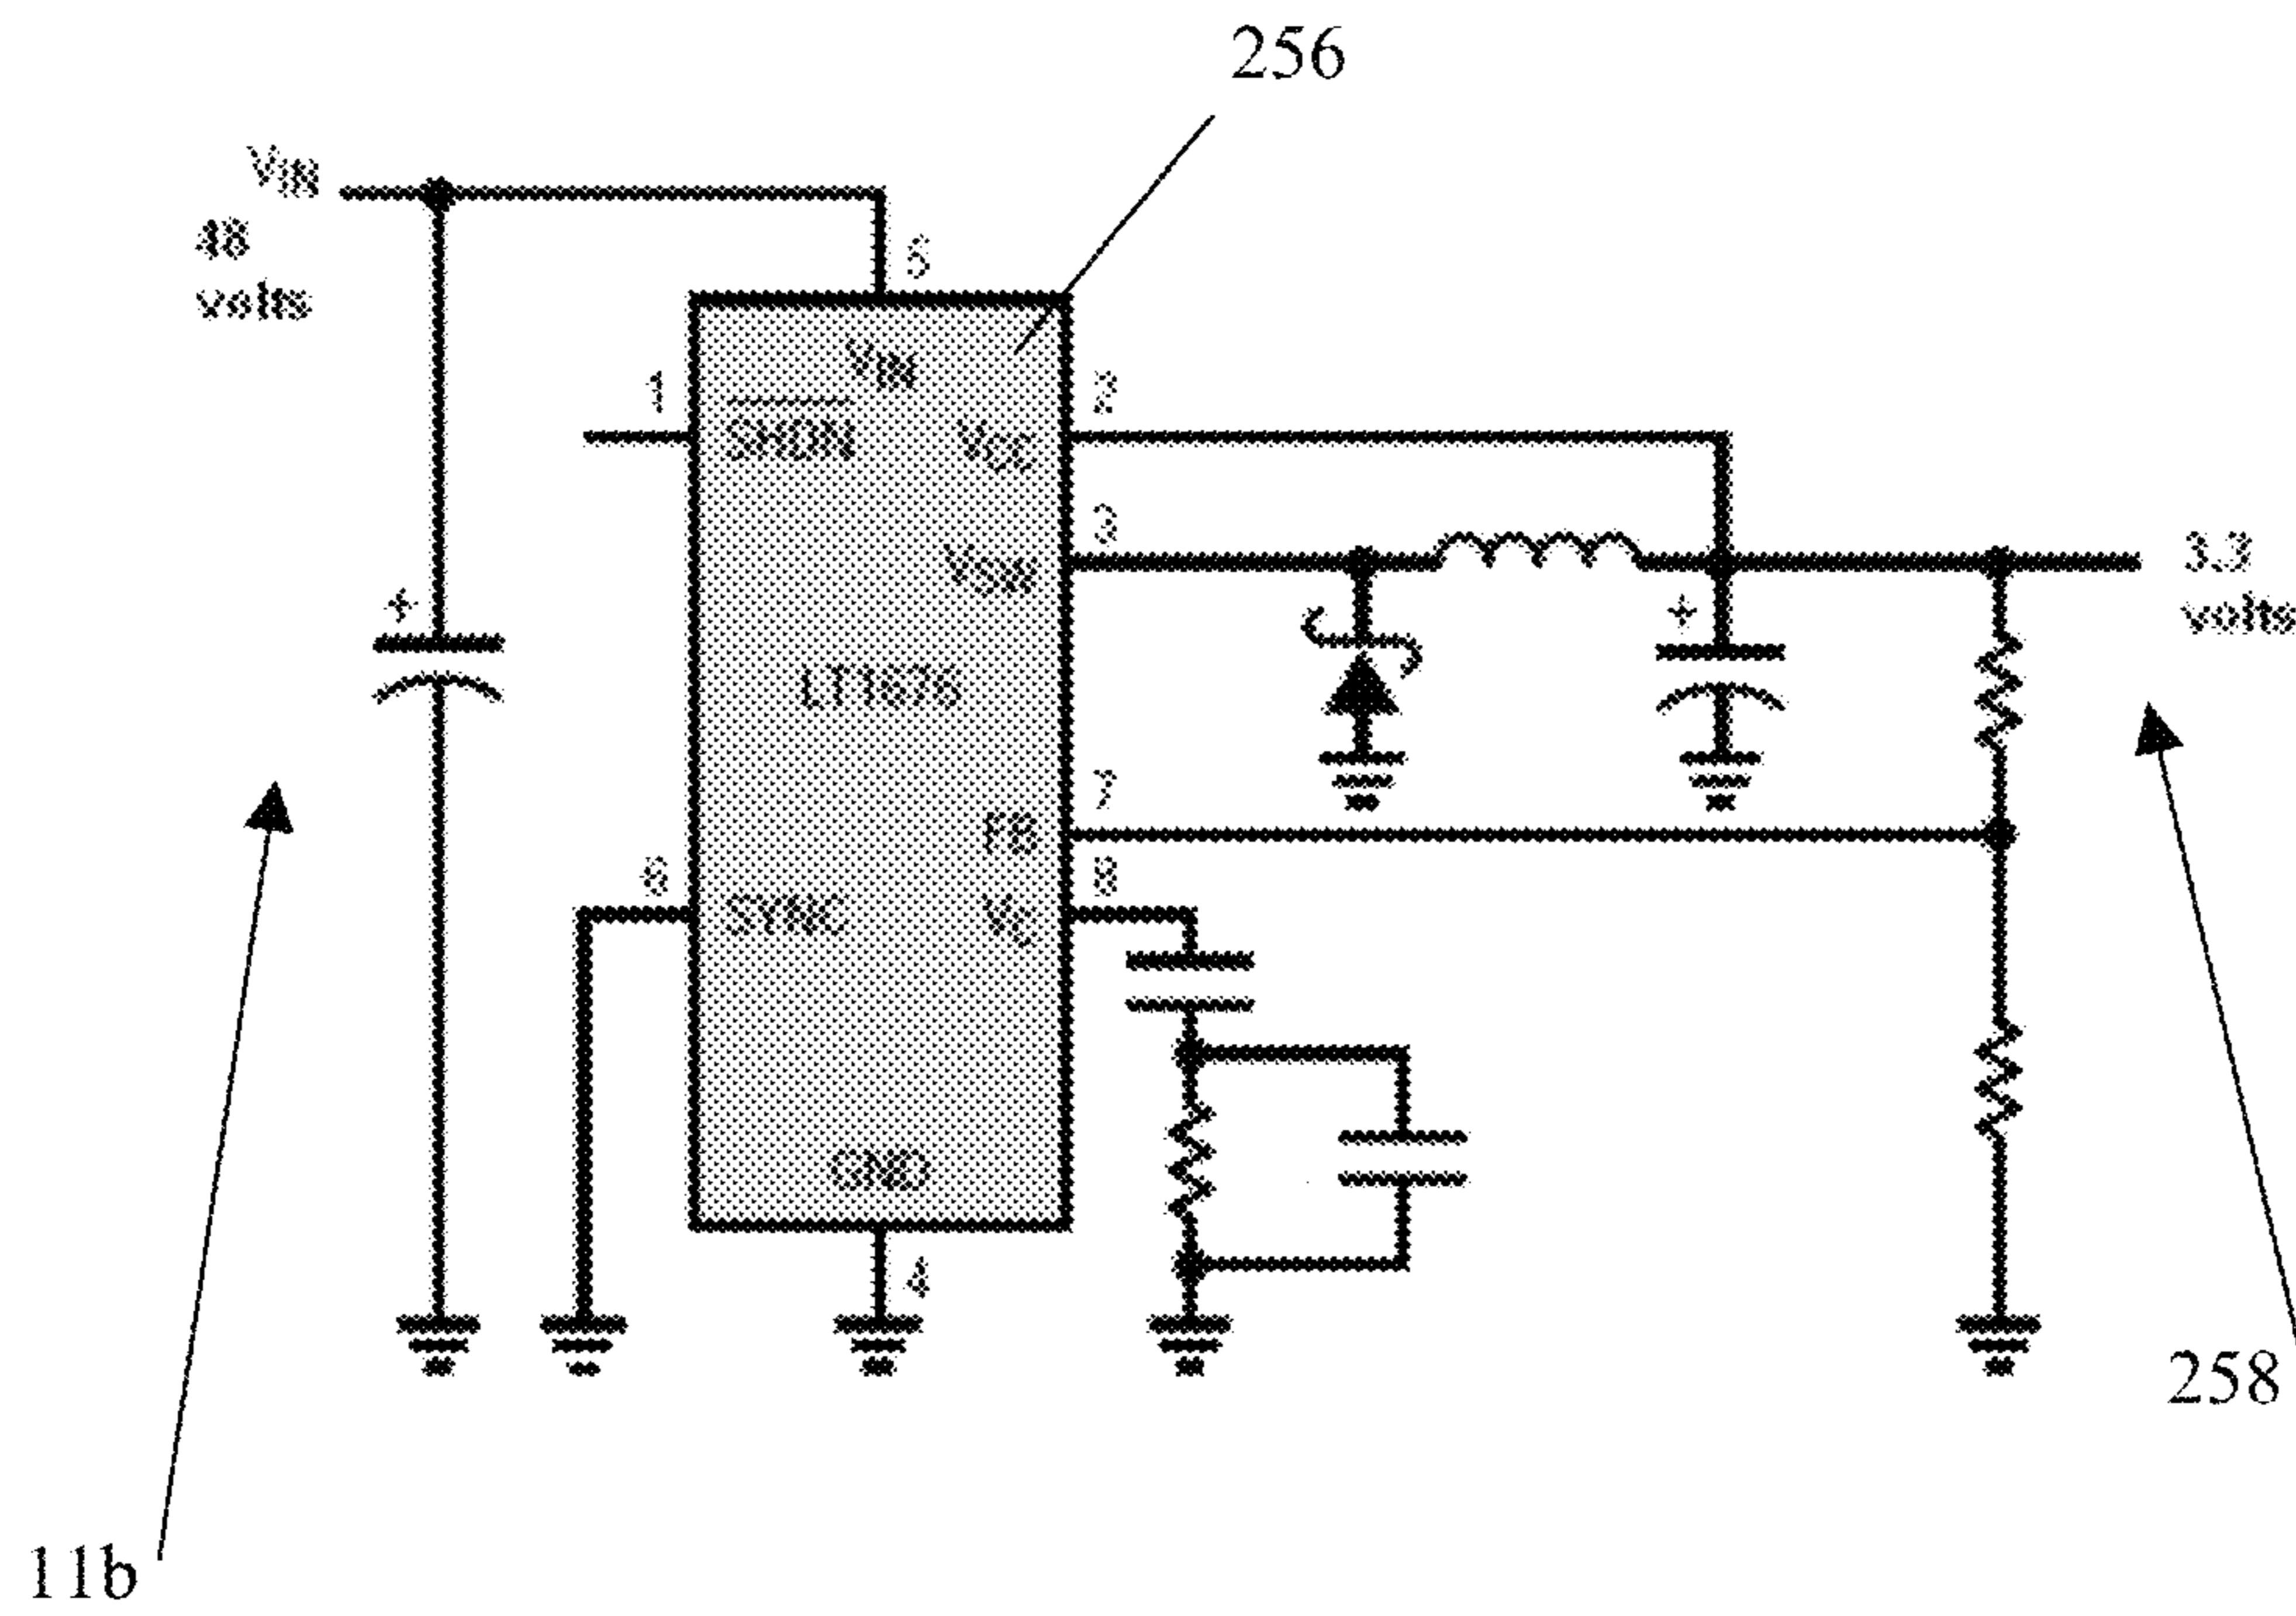 256
VIN
48
volts
5
VIN
1
2
SHDN
VCC
3
VSW
3.3
volts
+
+
LT1676
7
FB
6
8
SYNC
VC
GND
4
258
11b